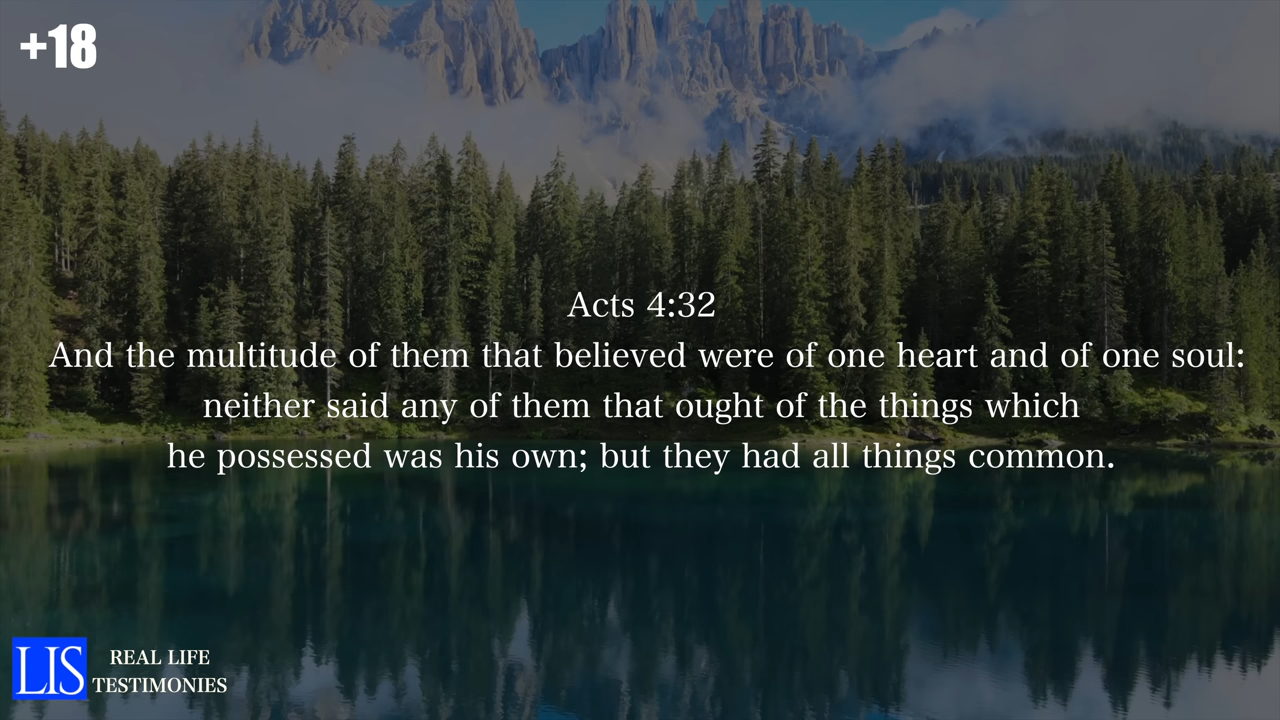 +18
Acts 4:32
And the multitude of them that believed were of one heart and of one soul:
neither said any of them that ought of the things which
he possessed was his own; but they had all things common.
LIS
REAL LIFE
TESTIMONIES